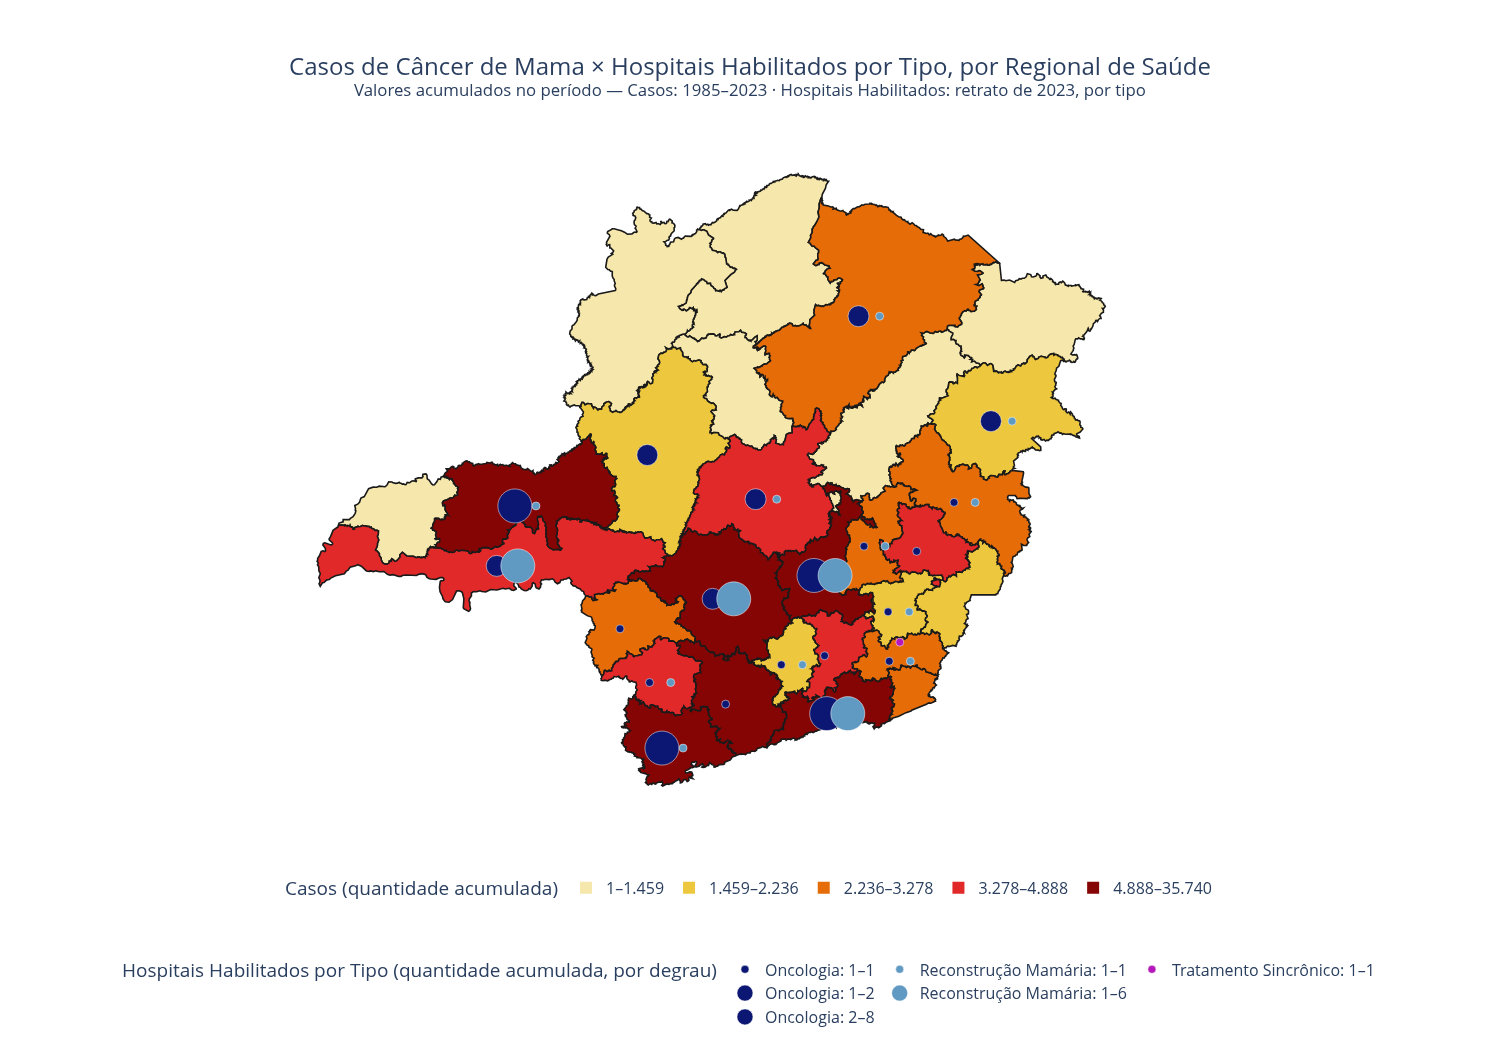 Casos de Câncer de Mama × Hospitais Habilitados por Tipo, por Regional de Saúde
Valores acumulados no período — Casos: 1985–2023 · Hospitais Habilitados: retrato de 2023, por tipo
Casos (quantidade acumulada) 1–1.459 1.459–2.236 2.236–3.278 3.278–4.888 4.888–35.740
Hospitais Habilitados por Tipo (quantidade acumulada, por degrau) Oncologia: 1–1 Reconstrução Mamária: 1–1 Tratamento Sincrônico: 1–1
Oncologia: 1–2 Reconstrução Mamária: 1–6
Oncologia: 2–8